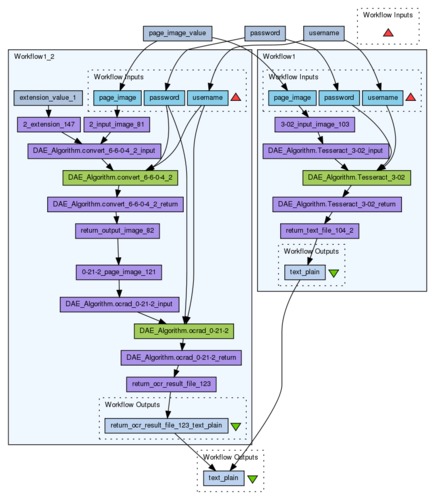 page_image_value
password
username
Workflow Inputs
Workflow1_2
Workflow1
Workflow Inputs
Workflow Inputs
extension_value_1
page_image
password
username
page_image
password
username
2_extension_147
2_input_image_81
3-02_input_image_103
DAE_Algorithm.convert_6-6-0-4_2_input
DAE_Algorithm.Tesseract_3-02_input
DAE_Algorithm.convert_6-6-0-4_2
DAE_Algorithm.Tesseract_3-02
DAE_Algorithm.convert_6-6-0-4_2_return
DAE_Algorithm.Tesseract_3-02_return
return_output_image_82
return_text_file_104_2
Workflow Outputs
0-21-2_page_image_121
text_plain
DAE_Algorithm.ocrad_0-21-2_input
DAE_Algorithm.ocrad_0-21-2
DAE_Algorithm.ocrad_0-21-2_return
return_ocr_result_file_123
Workflow Outputs
return_ocr_result_file_123_text_plain
Workflow Outputs
text_plain